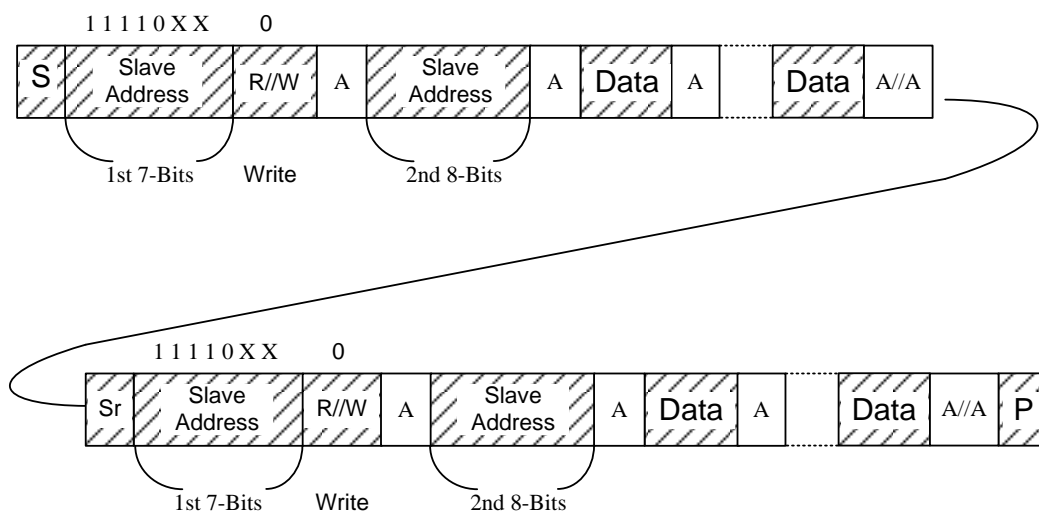 1 1 1 1 0 X X 0
S Slave Address R//W A Slave Address A Data A Data A//A
1st 7-Bits Write 2nd 8-Bits
1 1 1 1 0 X X 0
Sr Slave Address R//W A Slave Address A Data A Data A//A P
1st 7-Bits Write 2nd 8-Bits